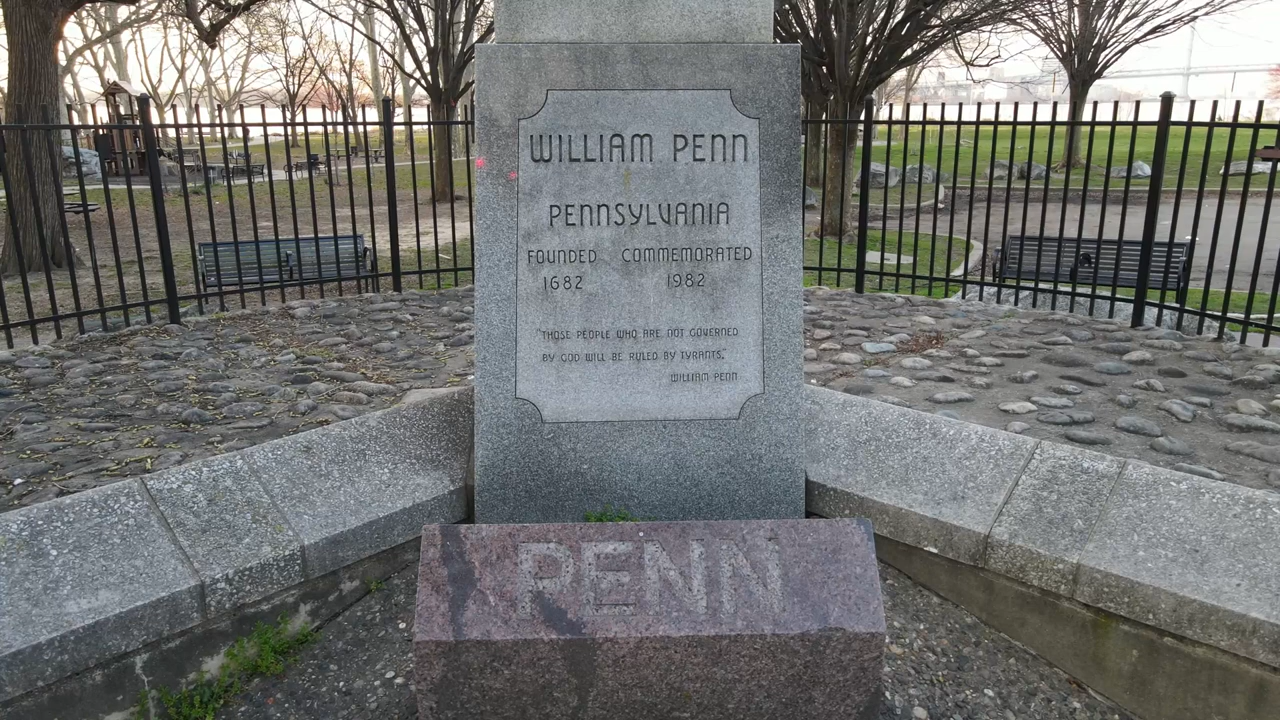 WILLIAM PENN
PENNSYLVANIA
FOUNDED COMMEMORATED
1682 1982
"THOSE PEOPLE WHO ARE NOT GOVERNED
BY GOD WILL BE RULED BY TYRANTS."
WILLIAM PENN
PENN